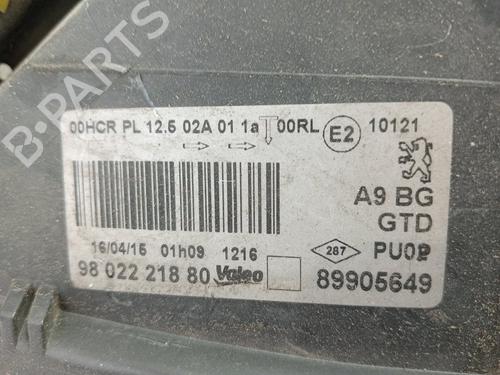 00HCR PL 12.5 02A 01 1a 00RL E2 10121
A9 BG
GTD
16/04/15 01h09 1216
287 PU02
98 022 218 80 Valeo 89905649
B-PARTS